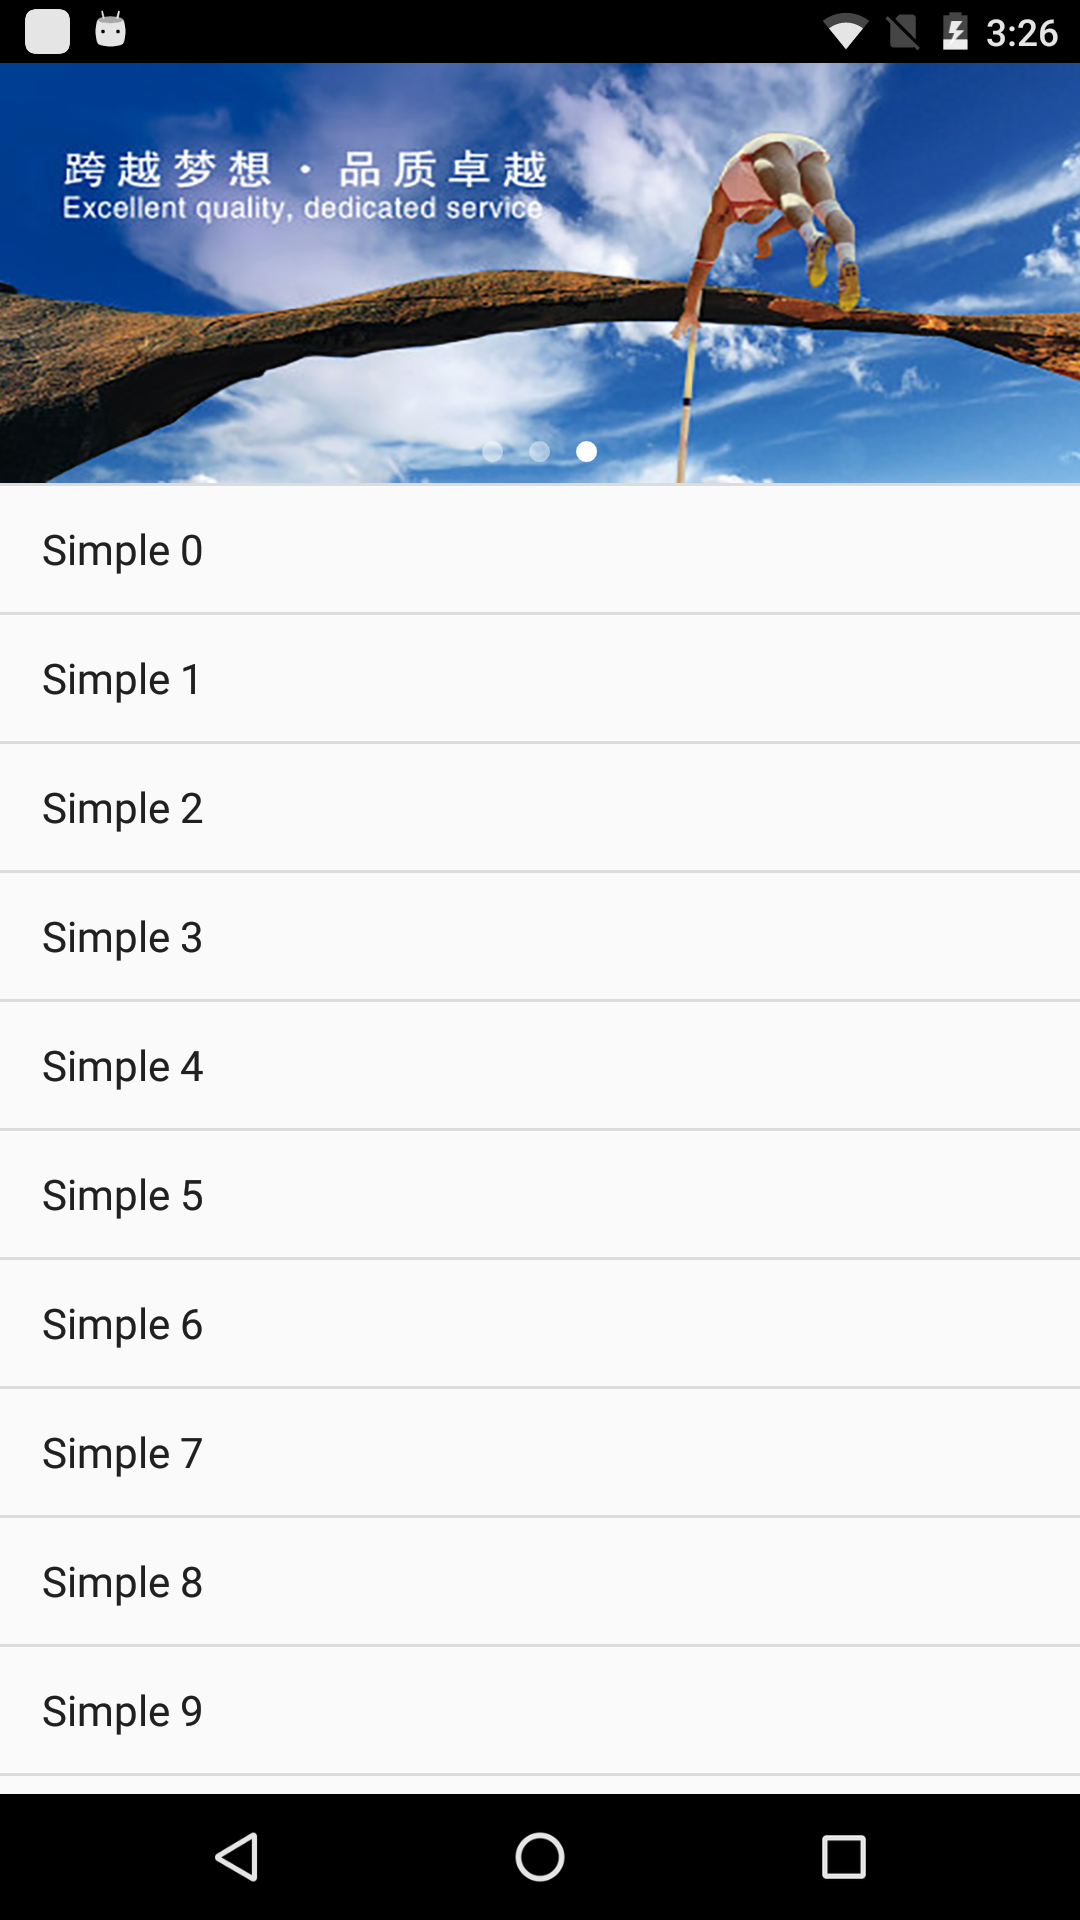 3:26
跨越梦想·品质卓越
Excellent quality, dedicated service
Simple 0
Simple 1
Simple 2
Simple 3
Simple 4
Simple 5
Simple 6
Simple 7
Simple 8
Simple 9